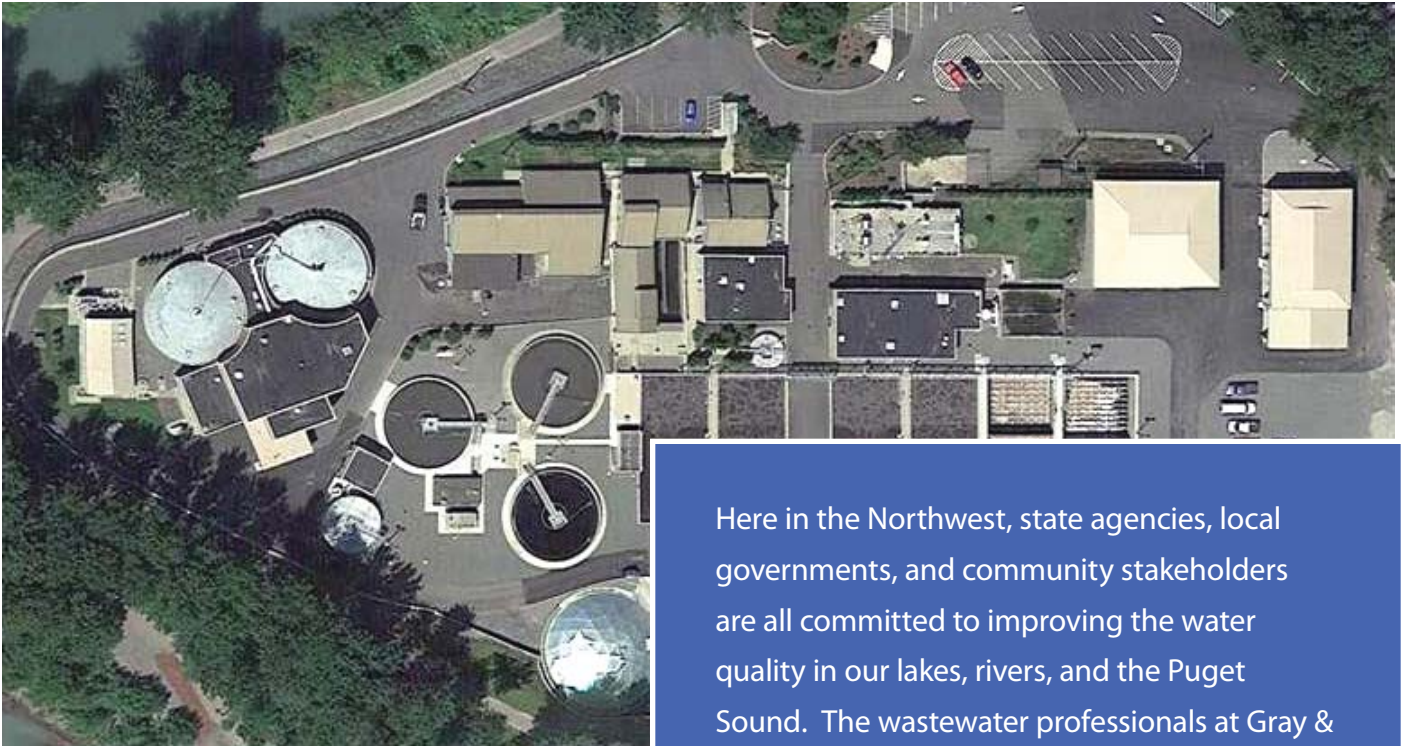 Here in the Northwest, state agencies, local
governments, and community stakeholders
are all committed to improving the water
quality in our lakes, rivers, and the Puget
Sound.  The wastewater professionals at Gray &